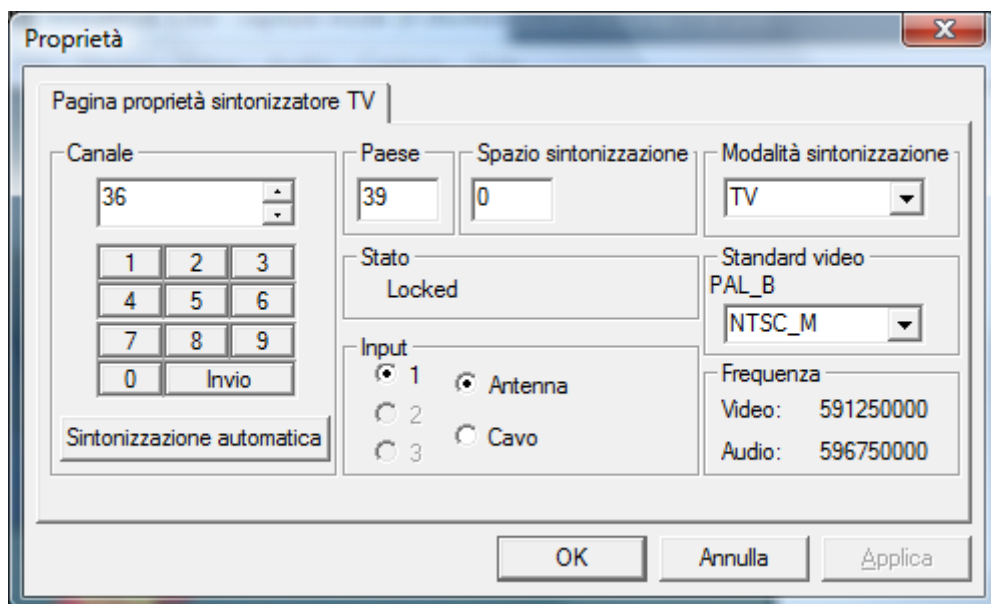 Proprietà
Pagina proprietà sintonizzatore TV
Canale
36
1 2 3
4 5 6
7 8 9
0 Invio
Sintonizzazione automatica
Paese
39
Spazio sintonizzazione
0
Modalità sintonizzazione
TV
Stato
Locked
Standard video
PAL_B
NTSC_M
Input
1
2
3
Antenna
Cavo
Frequenza
Video: 591250000
Audio: 596750000
OK Annulla Applica